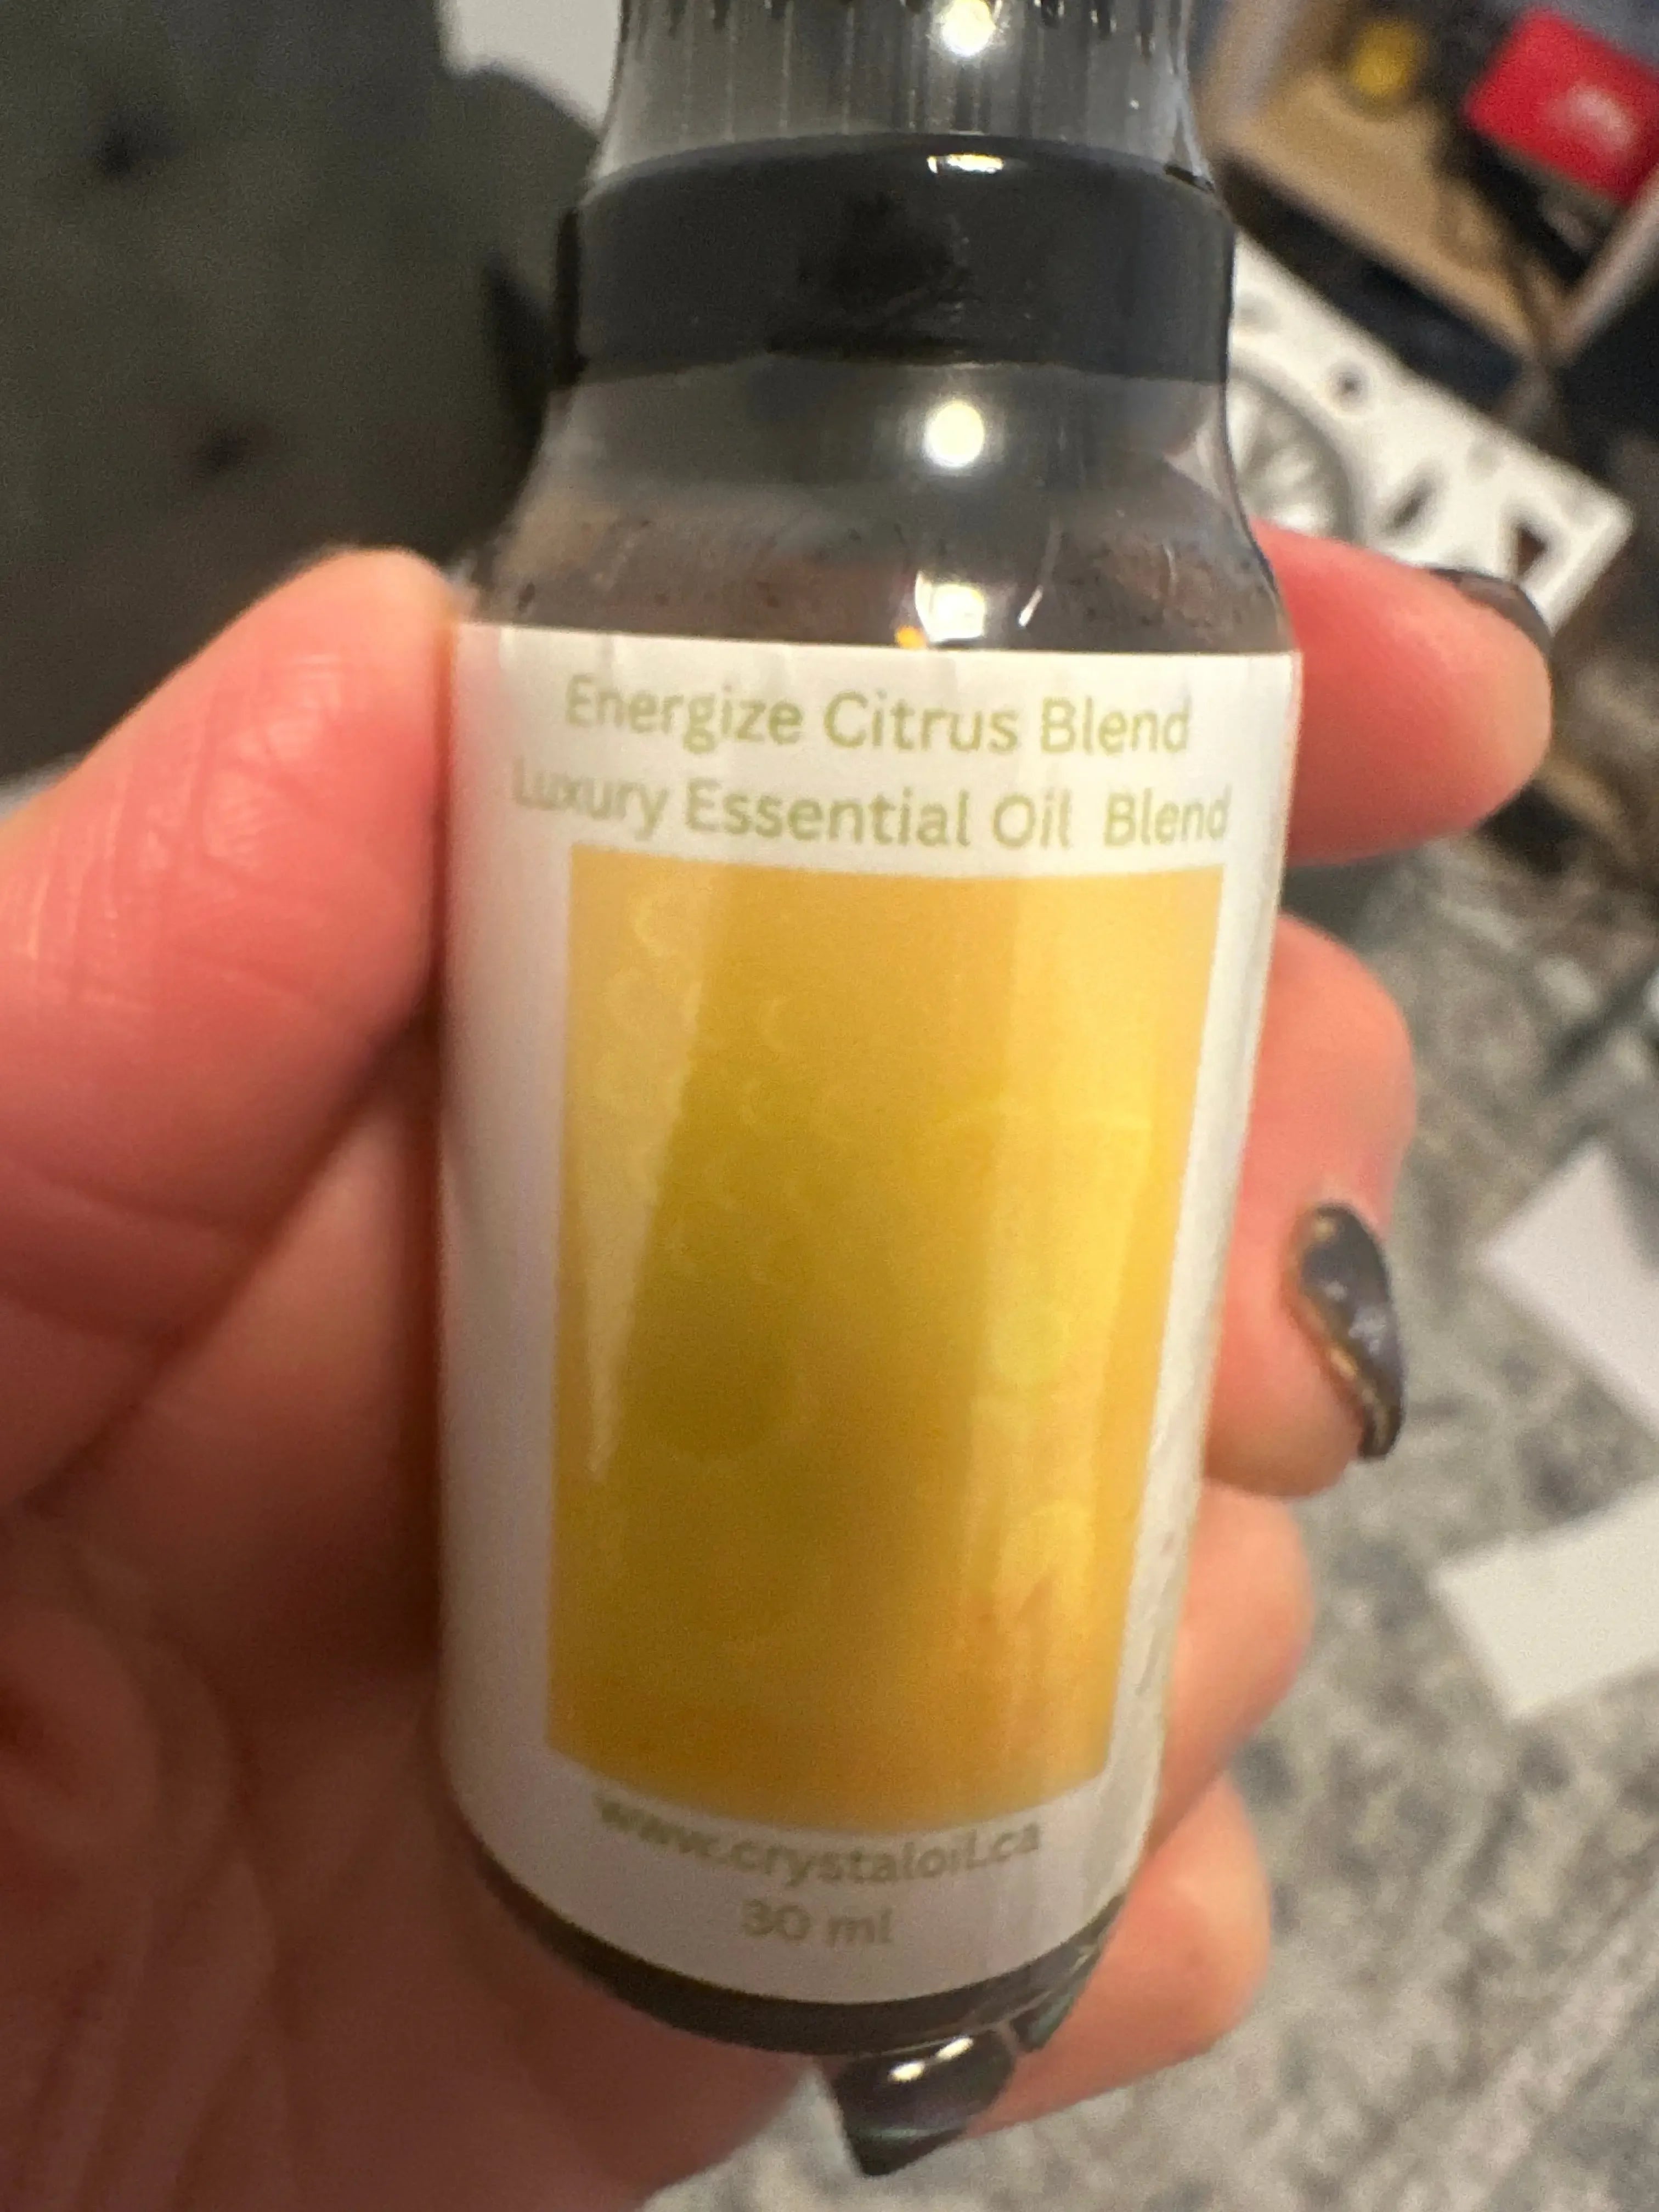 Energize Citrus Blend
Luxury Essential Oil Blend
www.crystaloil.ca
30 ml